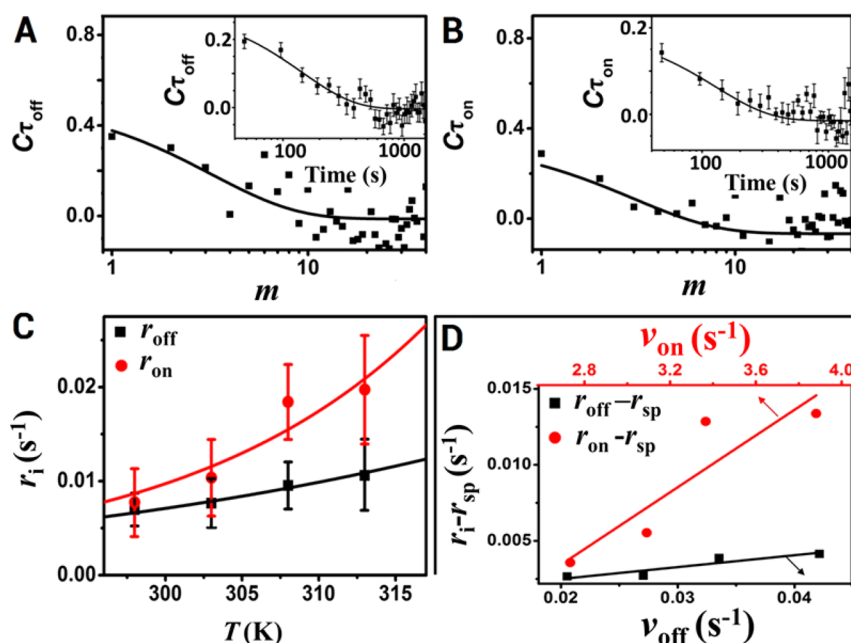 A
0.8
0.4
0.0
Cτoff
1
10
m
0.2
0.0
Cτoff
100
1000
Time (s)
B
0.8
0.4
0.0
Cτon
1
10
m
0.2
0.0
Cτon
100
1000
Time (s)
C
roff
ron
0.02
0.01
0.00
ri (s-1)
300
305
310
315
T (K)
D
von (s-1)
2.8
3.2
3.6
4.0
0.015
0.010
0.005
ri-rsp (s-1)
roff–rsp
ron -rsp
0.02
0.03
0.04
voff (s-1)